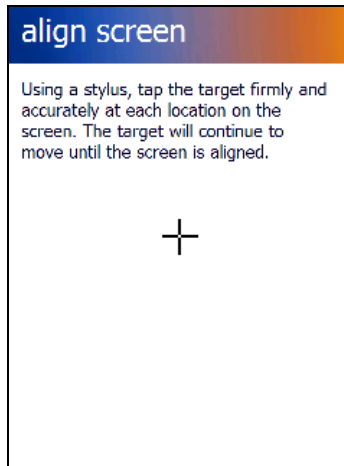 align screen
Using a stylus, tap the target firmly and
accurately at each location on the
screen. The target will continue to
move until the screen is aligned.